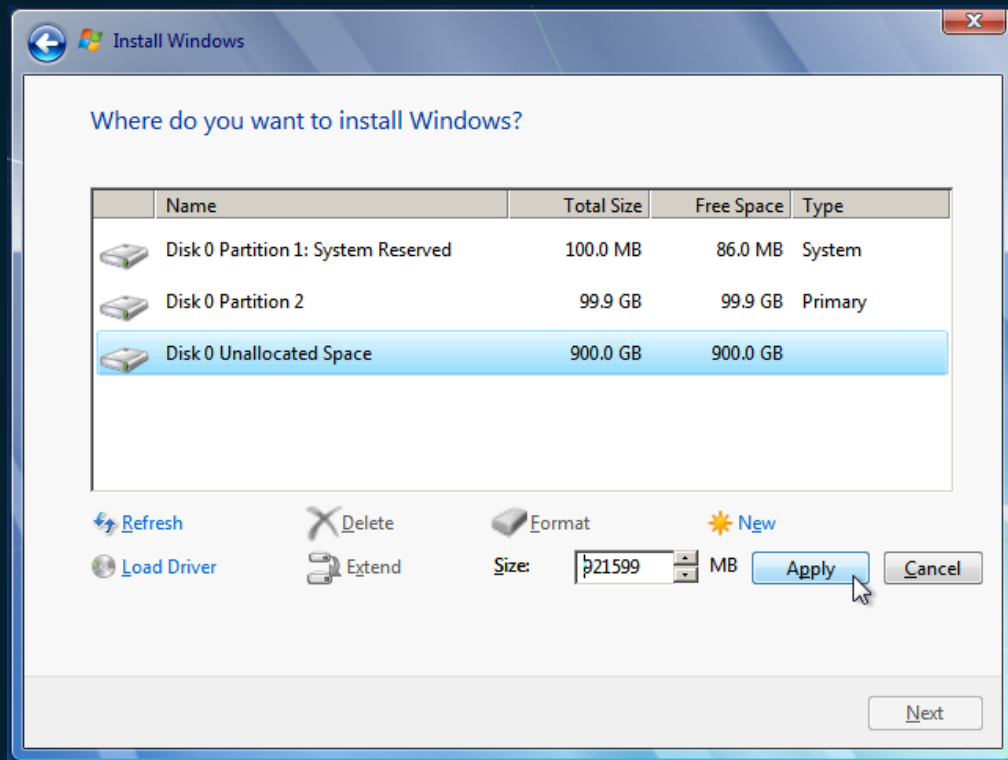 Install Windows
Where do you want to install Windows?
Name Total Size Free Space Type
Disk 0 Partition 1: System Reserved 100.0 MB 86.0 MB System
Disk 0 Partition 2 99.9 GB 99.9 GB Primary
Disk 0 Unallocated Space 900.0 GB 900.0 GB
Refresh Delete Format New
Load Driver Extend Size: 921599 MB Apply Cancel
Next